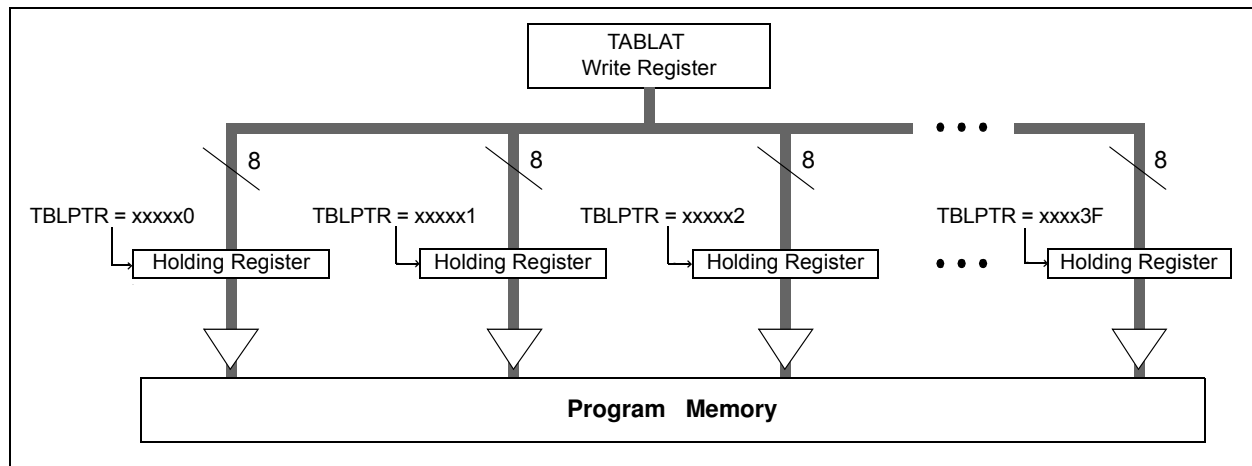 TABLAT
Write Register
8 8 8 8
TBLPTR = xxxxx0 TBLPTR = xxxxx1 TBLPTR = xxxxx2 TBLPTR = xxxx3F
Holding Register Holding Register Holding Register Holding Register
Program Memory